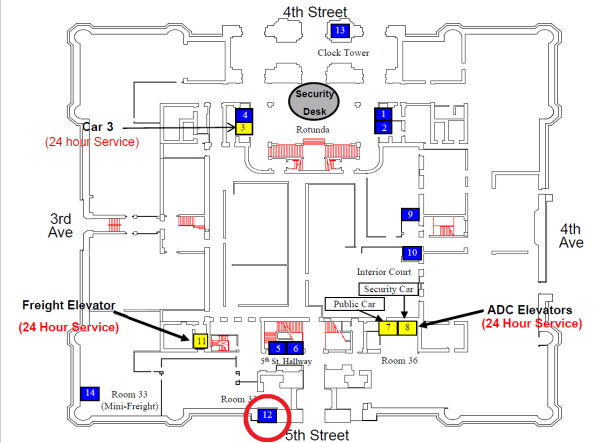 4th Street
13
Clock Tower
Security
Desk
4
1
Car 3
3
2
(24 hour Service)
Rotunda
9
3rd
Ave
4th
Ave
10
Interior Court
Security Car
Public Car
Freight Elevator
ADC Elevators
(24 Hour Service)
(24 Hour Service)
7
8
11
5
6
5th St. Hallway
Room 36
14
Room 33
(Mini-Freight)
Room 3
12
5th Street